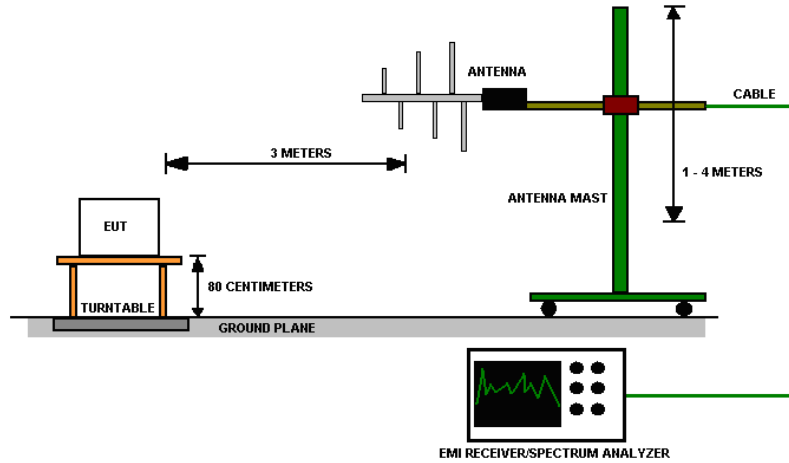 ANTENNA
CABLE
3 METERS
1 - 4 METERS
ANTENNA MAST
EUT
80 CENTIMETERS
TURNTABLE
GROUND PLANE
EMI RECEIVER/SPECTRUM ANALYZER